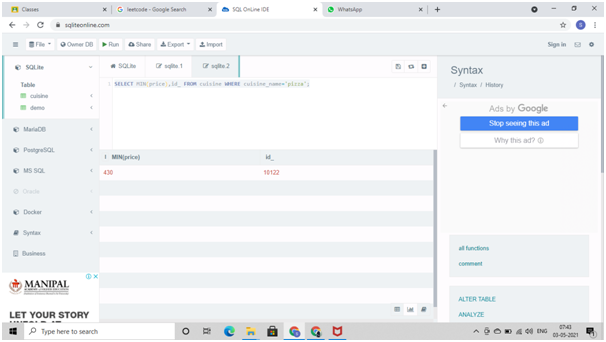 Classes
leetcode - Google Search
SQL OnLine IDE
WhatsApp
sqliteonline.com
File
Owner DB
Run
Share
Export
Import
Sign in
SQLite
Table
cuisine
demo
MariaDB
PostgreSQL
MS SQL
Oracle
Docker
Syntax
Business
MANIPAL
LET YOUR STORY
SQLite
sqlite 1
sqlite 2
1 SELECT MIN(price),id_ FROM cuisine WHERE cuisine_name='pizza';
MIN(price) id_
430 10122
Syntax
/ Syntax / History
Ads by Google
Stop seeing this ad
Why this ad?
all functions
comment
ALTER TABLE
ANALYZE
Type here to search
ENG
07:43
03-05-2021